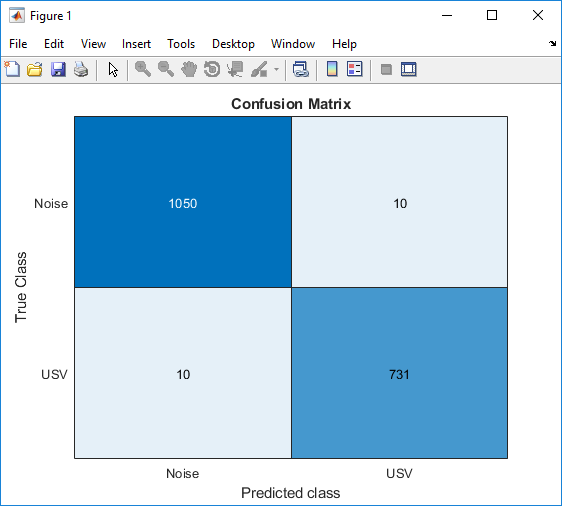 Figure 1
File Edit View Insert Tools Desktop Window Help
Confusion Matrix
Noise 1050 10
True Class
USV 10 731
Noise USV
Predicted class